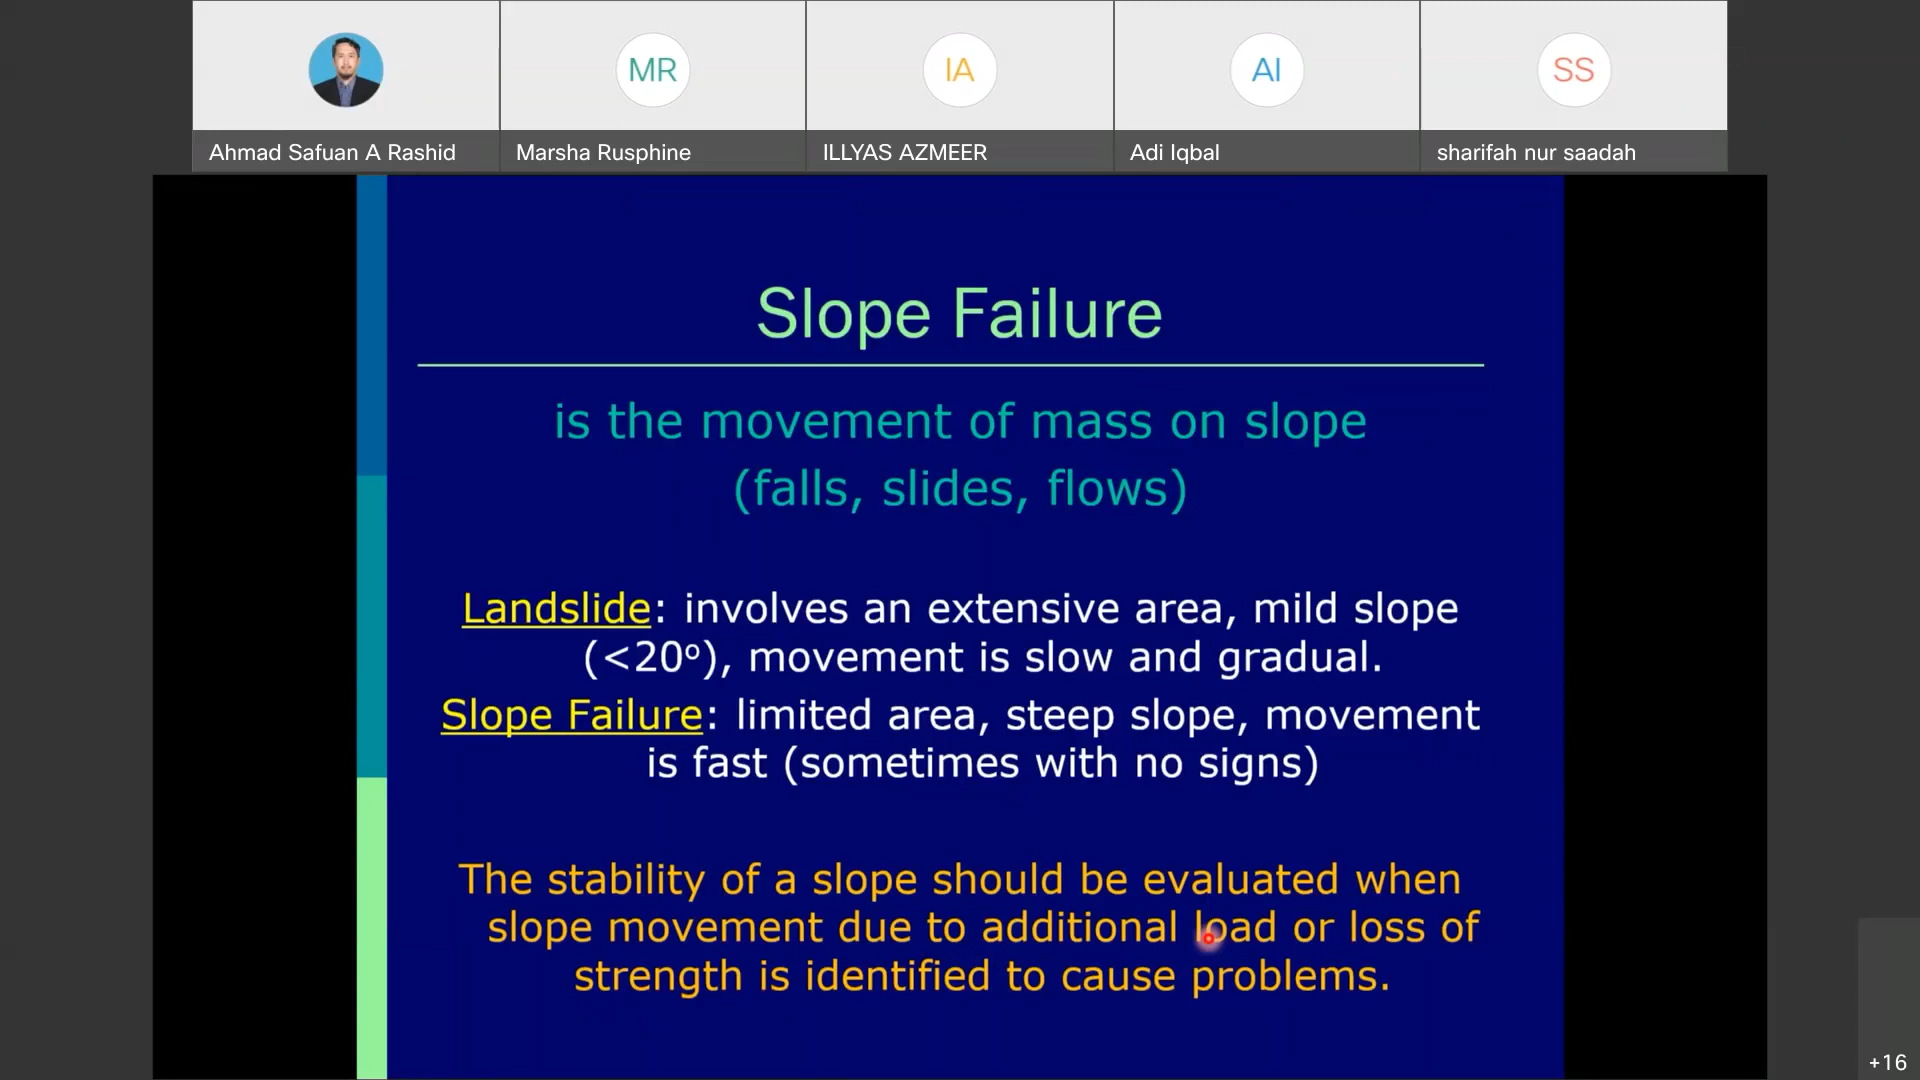 MR
IA
AI
SS
Ahmad Safuan A Rashid
Marsha Rusphine
ILLYAS AZMEER
Adi Iqbal
sharifah nur saadah
Slope Failure
is the movement of mass on slope
(falls, slides, flows)
Landslide: involves an extensive area, mild slope
(<20º), movement is slow and gradual.
Slope Failure: limited area, steep slope, movement
is fast (sometimes with no signs)
The stability of a slope should be evaluated when
slope movement due to additional load or loss of
strength is identified to cause problems.
+16